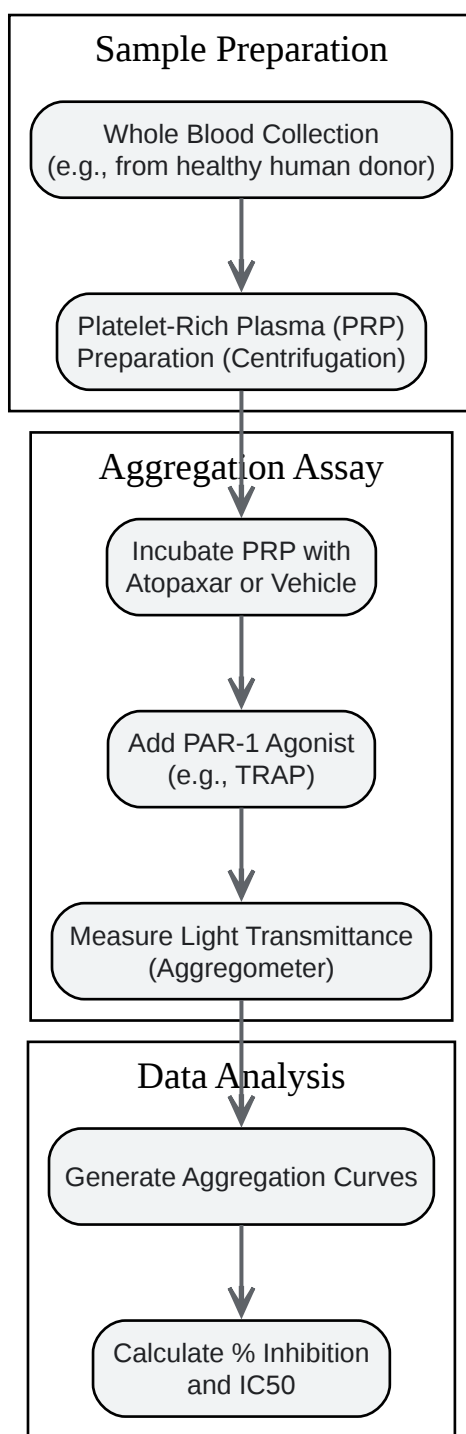 Sample Preparation
Whole Blood Collection
(e.g., from healthy human donor)
Platelet-Rich Plasma (PRP)
Preparation (Centrifugation)
Aggregation Assay
Incubate PRP with
Atopaxar or Vehicle
Add PAR-1 Agonist
(e.g., TRAP)
Measure Light Transmittance
(Aggregometer)
Data Analysis
Generate Aggregation Curves
Calculate % Inhibition
and IC50